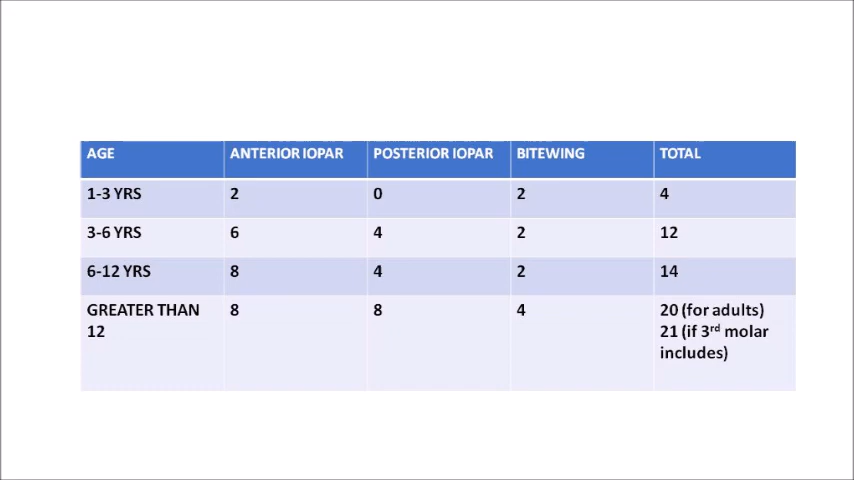 AGE ANTERIOR IOPAR POSTERIOR IOPAR BITEWING TOTAL
1-3 YRS 2 0 2 4
3-6 YRS 6 4 2 12
6-12 YRS 8 4 2 14
GREATER THAN 8 8 4 20 (for adults)
12 21 (if 3rd molar
includes)